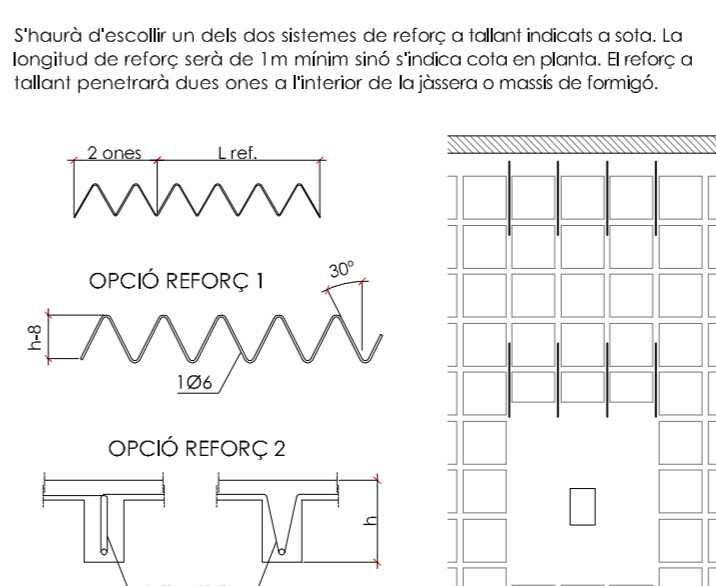 S'haurà d'escollir un dels dos sistemes de reforç a tallant indicats a sota. La
longitud de reforç serà de 1m mínim sinó s'indica cota en planta. El reforç a
tallant penetrarà dues ones a l'interior de la jàssera o massís de formigó.
2 ones
L ref.
OPCIÓ REFORÇ 1
30°
h-8
1Ø6
OPCIÓ REFORÇ 2
h